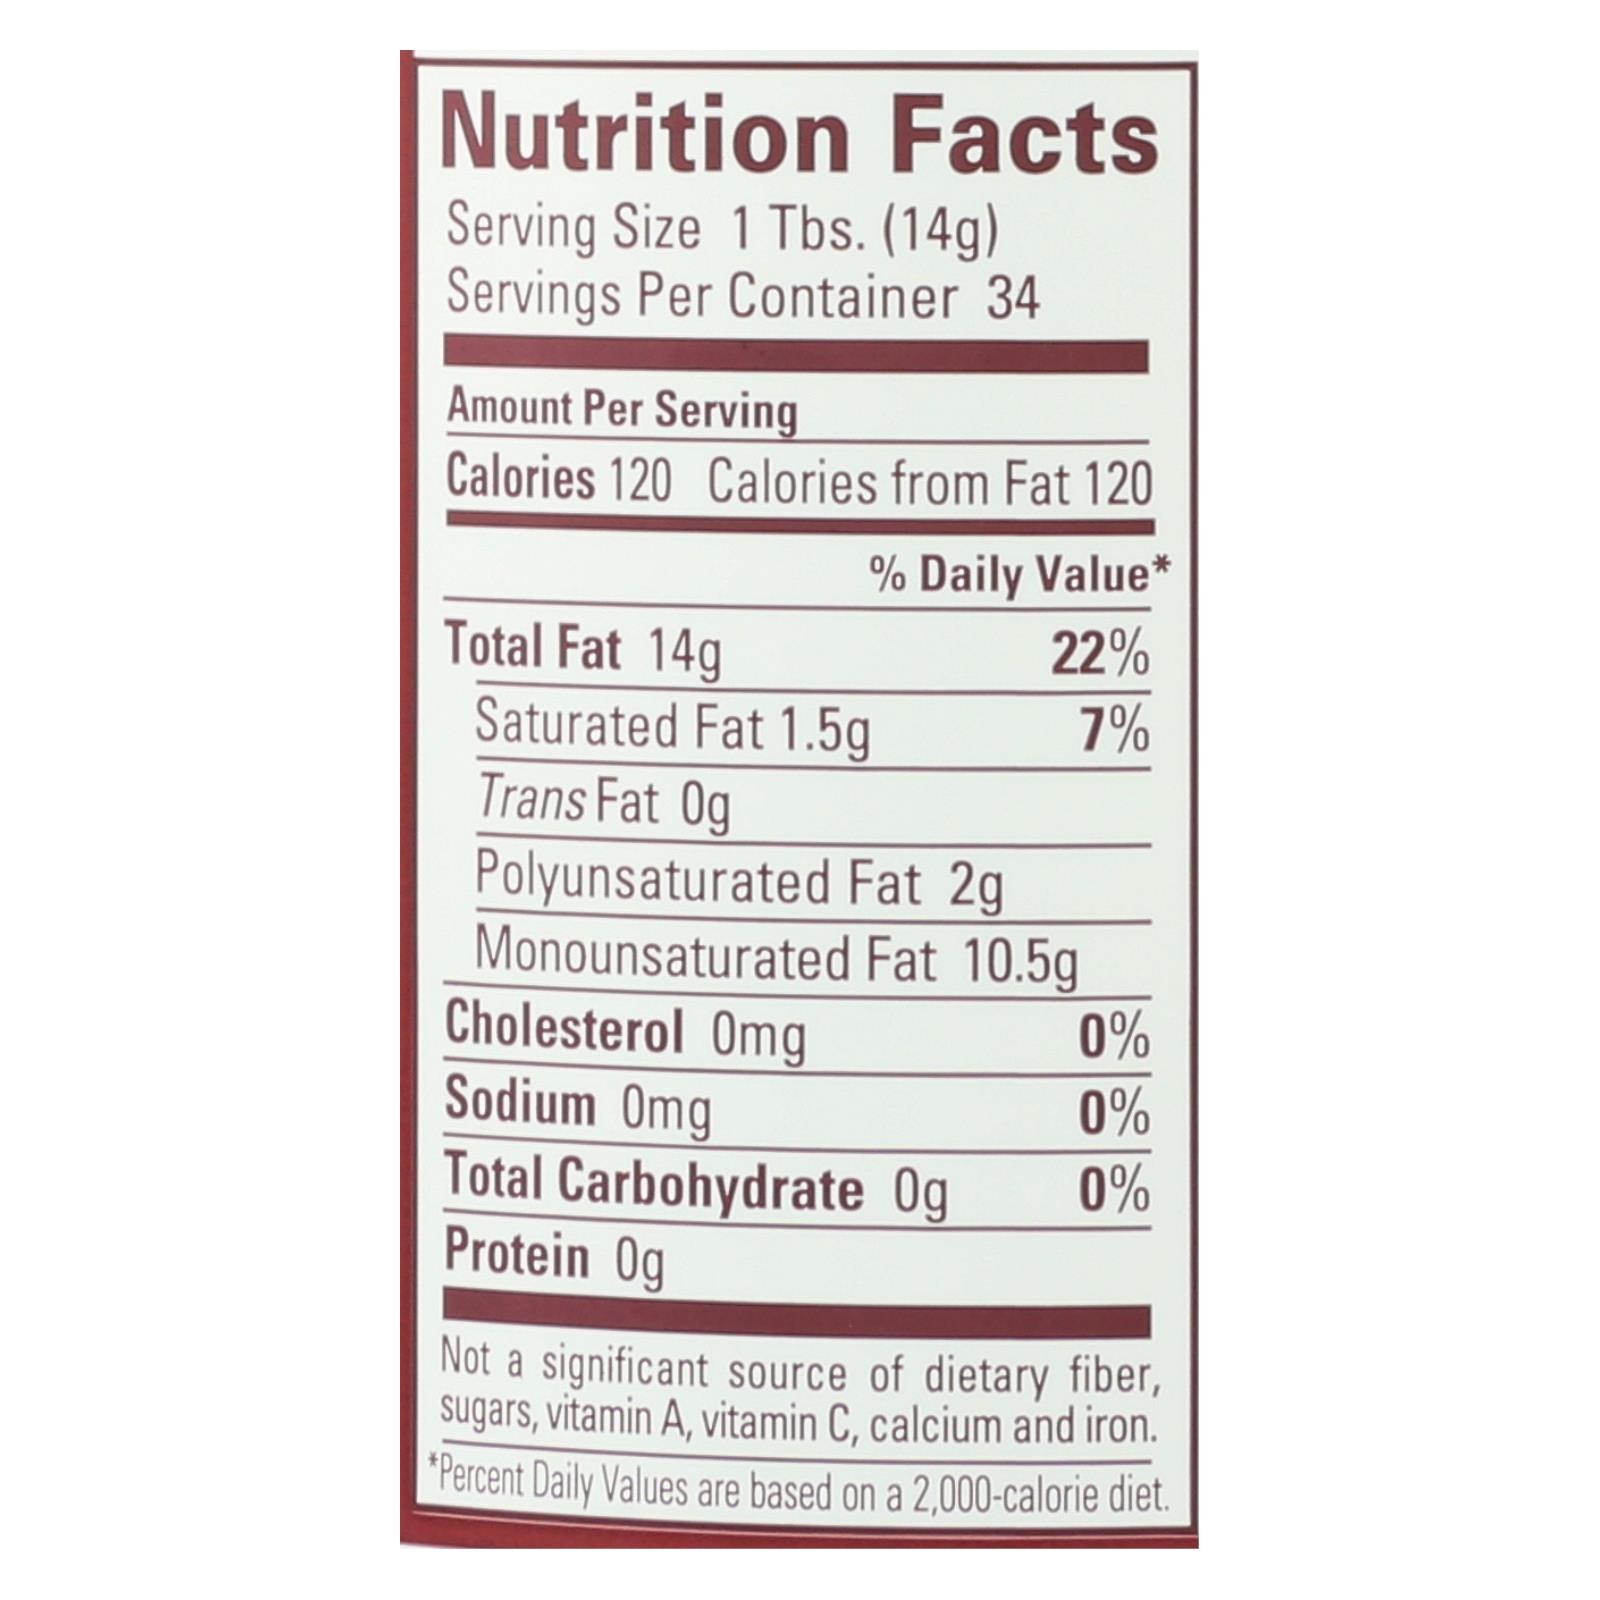 Nutrition Facts
Serving Size 1 Tbs. (14g)
Servings Per Container 34
Amount Per Serving
Calories 120 Calories from Fat 120
% Daily Value*
Total Fat 14g 22%
Saturated Fat 1.5g 7%
Trans Fat 0g
Polyunsaturated Fat 2g
Monounsaturated Fat 10.5g
Cholesterol 0mg 0%
Sodium 0mg 0%
Total Carbohydrate 0g 0%
Protein 0g
Not a significant source of dietary fiber,
sugars, vitamin A, vitamin C, calcium and iron.
*Percent Daily Values are based on a 2,000-calorie diet.